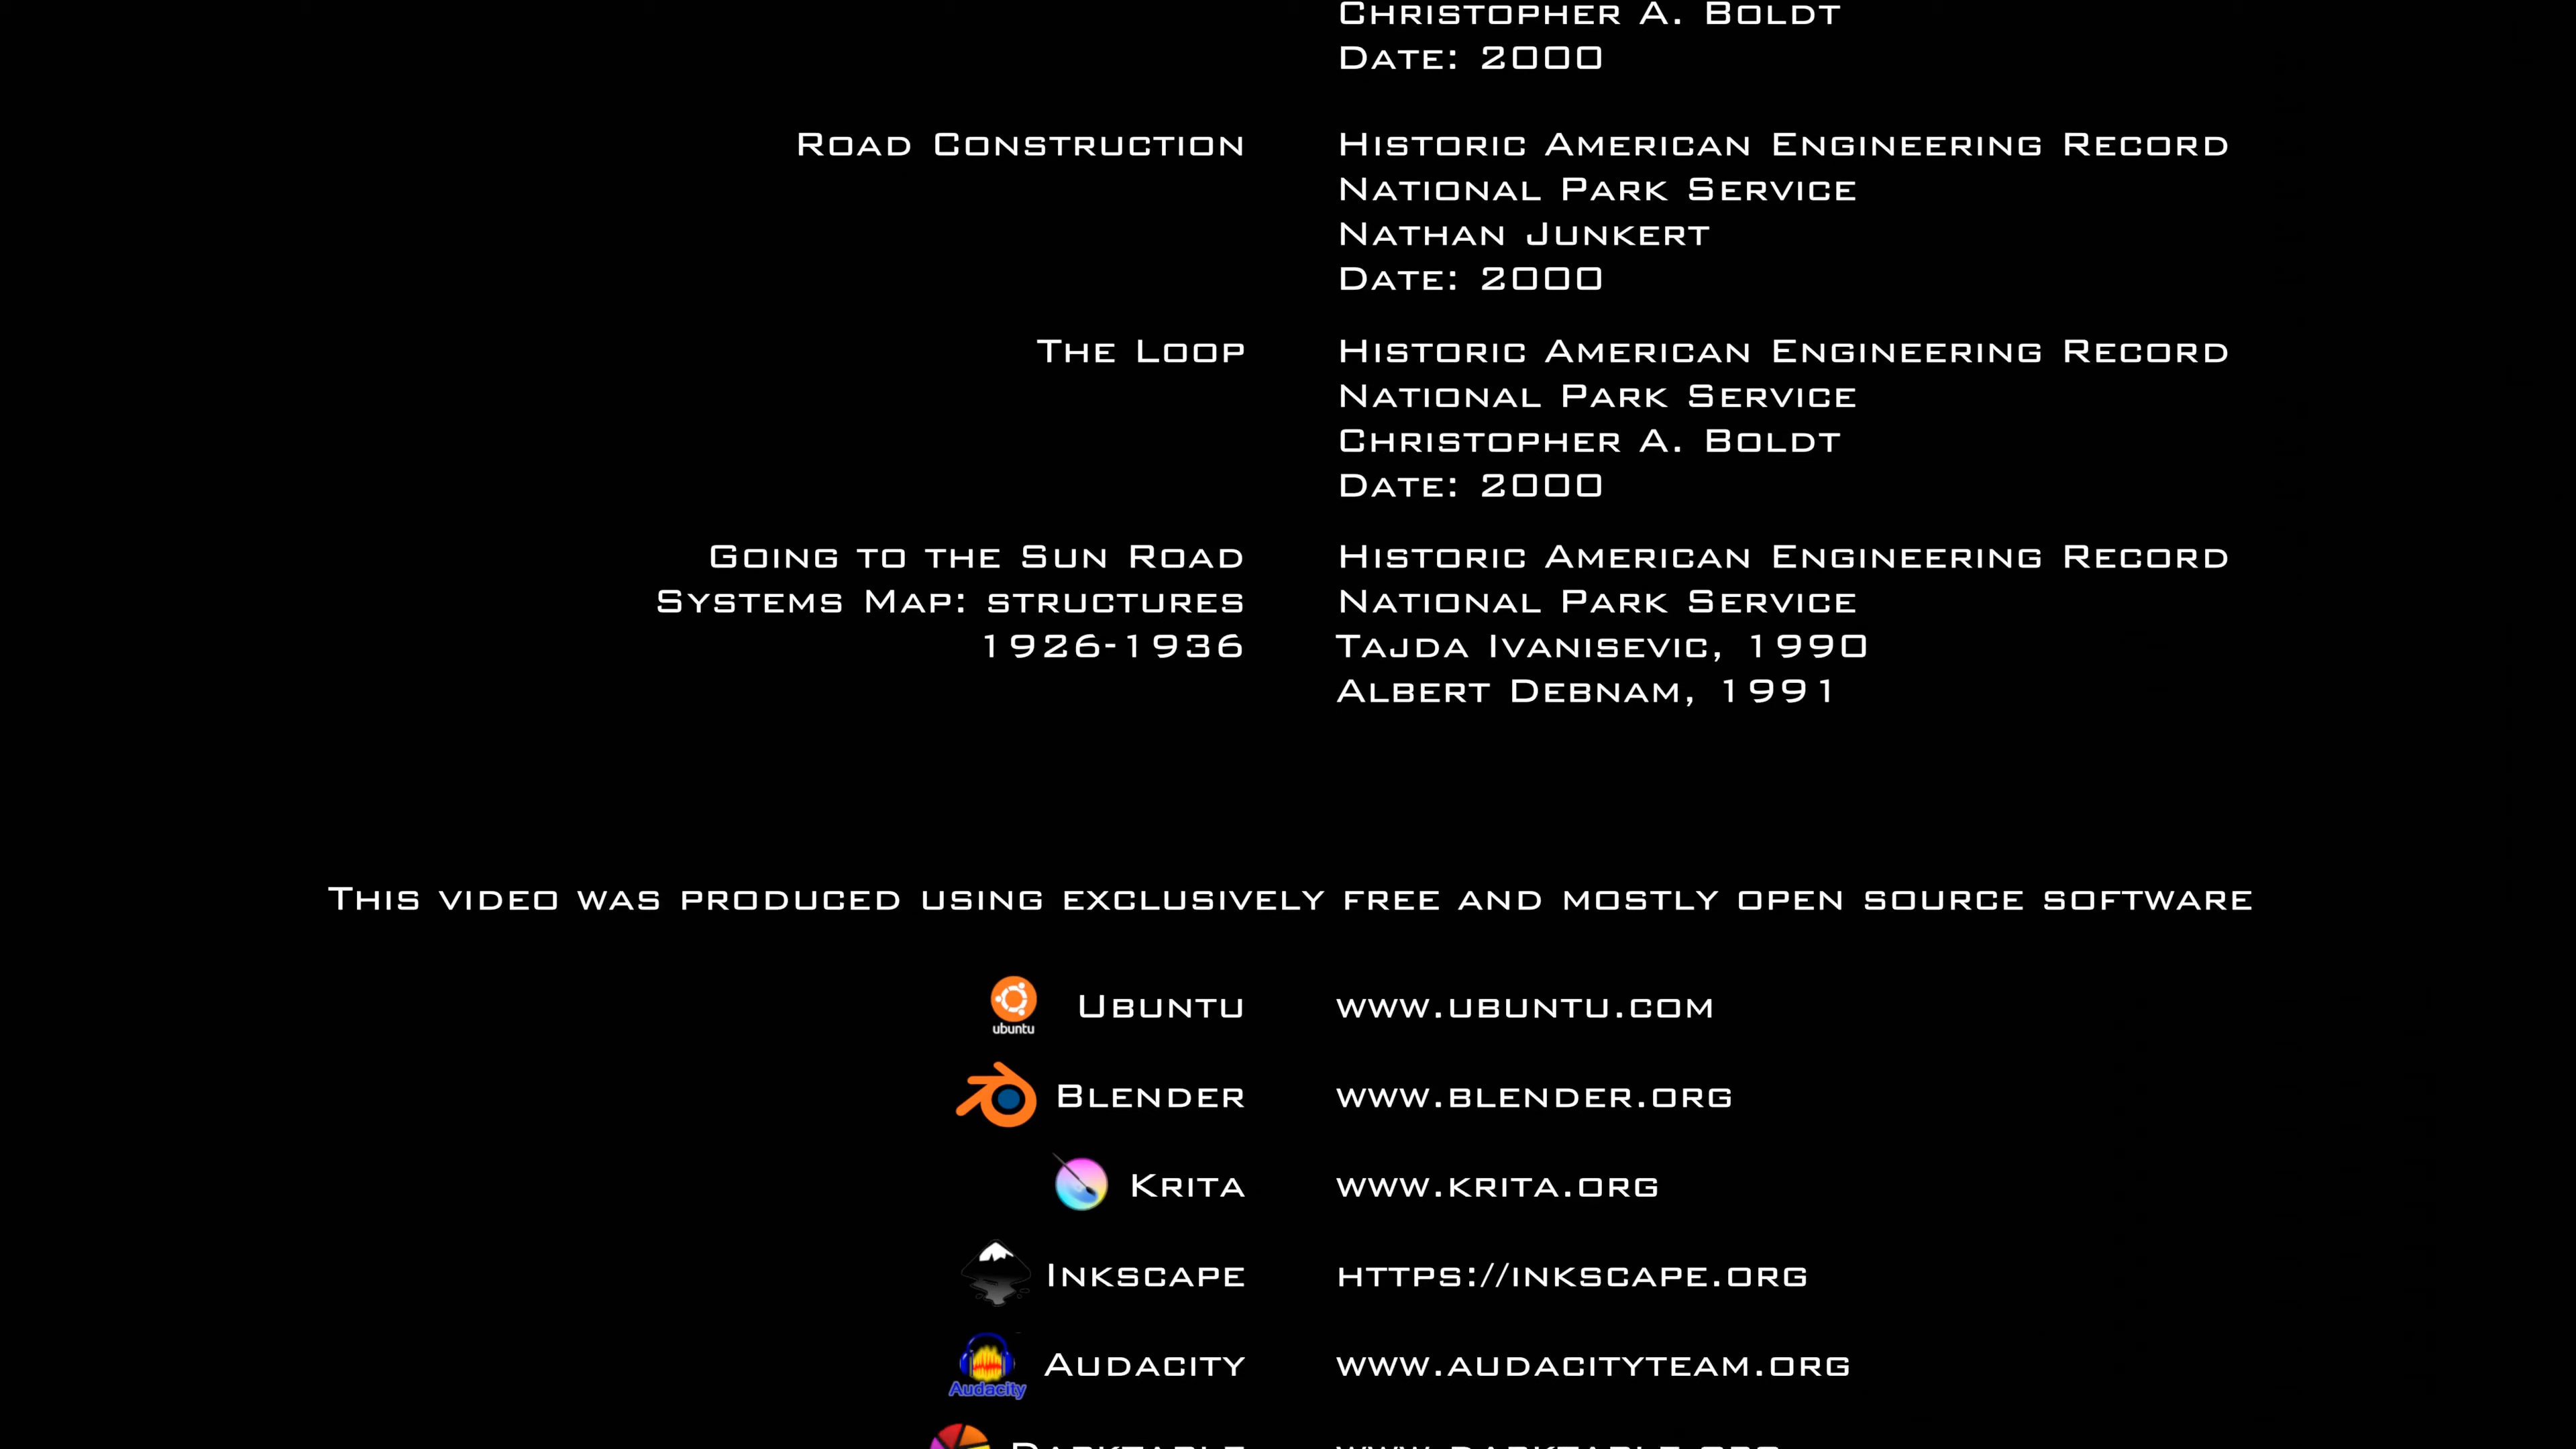 Christopher A. Boldt
Date: 2000
Road Construction
Historic American Engineering Record
National Park Service
Nathan Junkert
Date: 2000
The Loop
Historic American Engineering Record
National Park Service
Christopher A. Boldt
Date: 2000
Going to the Sun Road
Systems Map: structures
1926-1936
Historic American Engineering Record
National Park Service
Tajda Ivanisevic, 1990
Albert Debnam, 1991
This video was produced using exclusively free and mostly open source software
ubuntu
Ubuntu www.ubuntu.com
Blender www.blender.org
Krita www.krita.org
Inkscape https://inkscape.org
Audacity
Audacity www.audacityteam.org
Darktable www.darktable.org